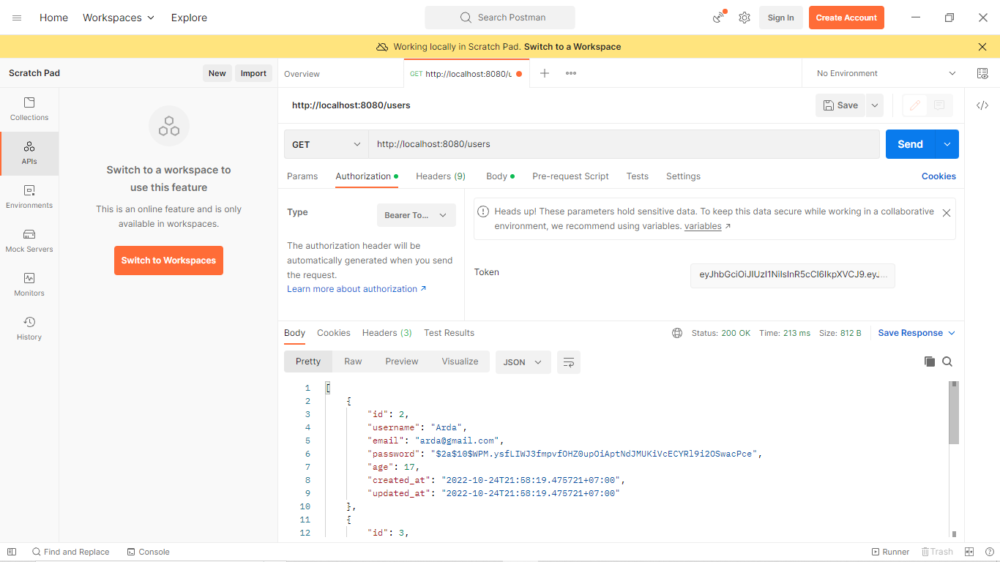 Home Workspaces Explore Search Postman Sign In Create Account
Working locally in Scratch Pad. Switch to a Workspace
Scratch Pad New Import Overview GET http://localhost:8080/u No Environment
http://localhost:8080/users Save
GET http://localhost:8080/users Send
Params Authorization Headers (9) Body Pre-request Script Tests Settings Cookies
Collections
APIs
Environments
Mock Servers
Monitors
History
Switch to a workspace to
use this feature
This is an online feature and is only
available in workspaces.
Switch to Workspaces
Type Bearer To...
The authorization header will be
automatically generated when you send
the request.
Learn more about authorization ↗
Heads up! These parameters hold sensitive data. To keep this data secure while working in a collaborative
environment, we recommend using variables. variables ↗
Token eyJhbGciOiJIUzI1NiIsInR5cCI6IkpXVCJ9.eyJ...
Body Cookies Headers (3) Test Results Status: 200 OK Time: 213 ms Size: 812 B Save Response
Pretty Raw Preview Visualize JSON
1 [
2 {
3 "id": 2,
4 "username": "Arda",
5 "email": "arda@gmail.com",
6 "password": "$2a$10$WPM.ysfLIWJ3fmpvfOHZ0upOiAptNdJMUKiVcECYRl9i2OSwacPce",
7 "age": 17,
8 "created_at": "2022-10-24T21:58:19.475721+07:00",
9 "updated_at": "2022-10-24T21:58:19.475721+07:00"
10 },
11 {
12 "id": 3,
Find and Replace Console Runner Trash